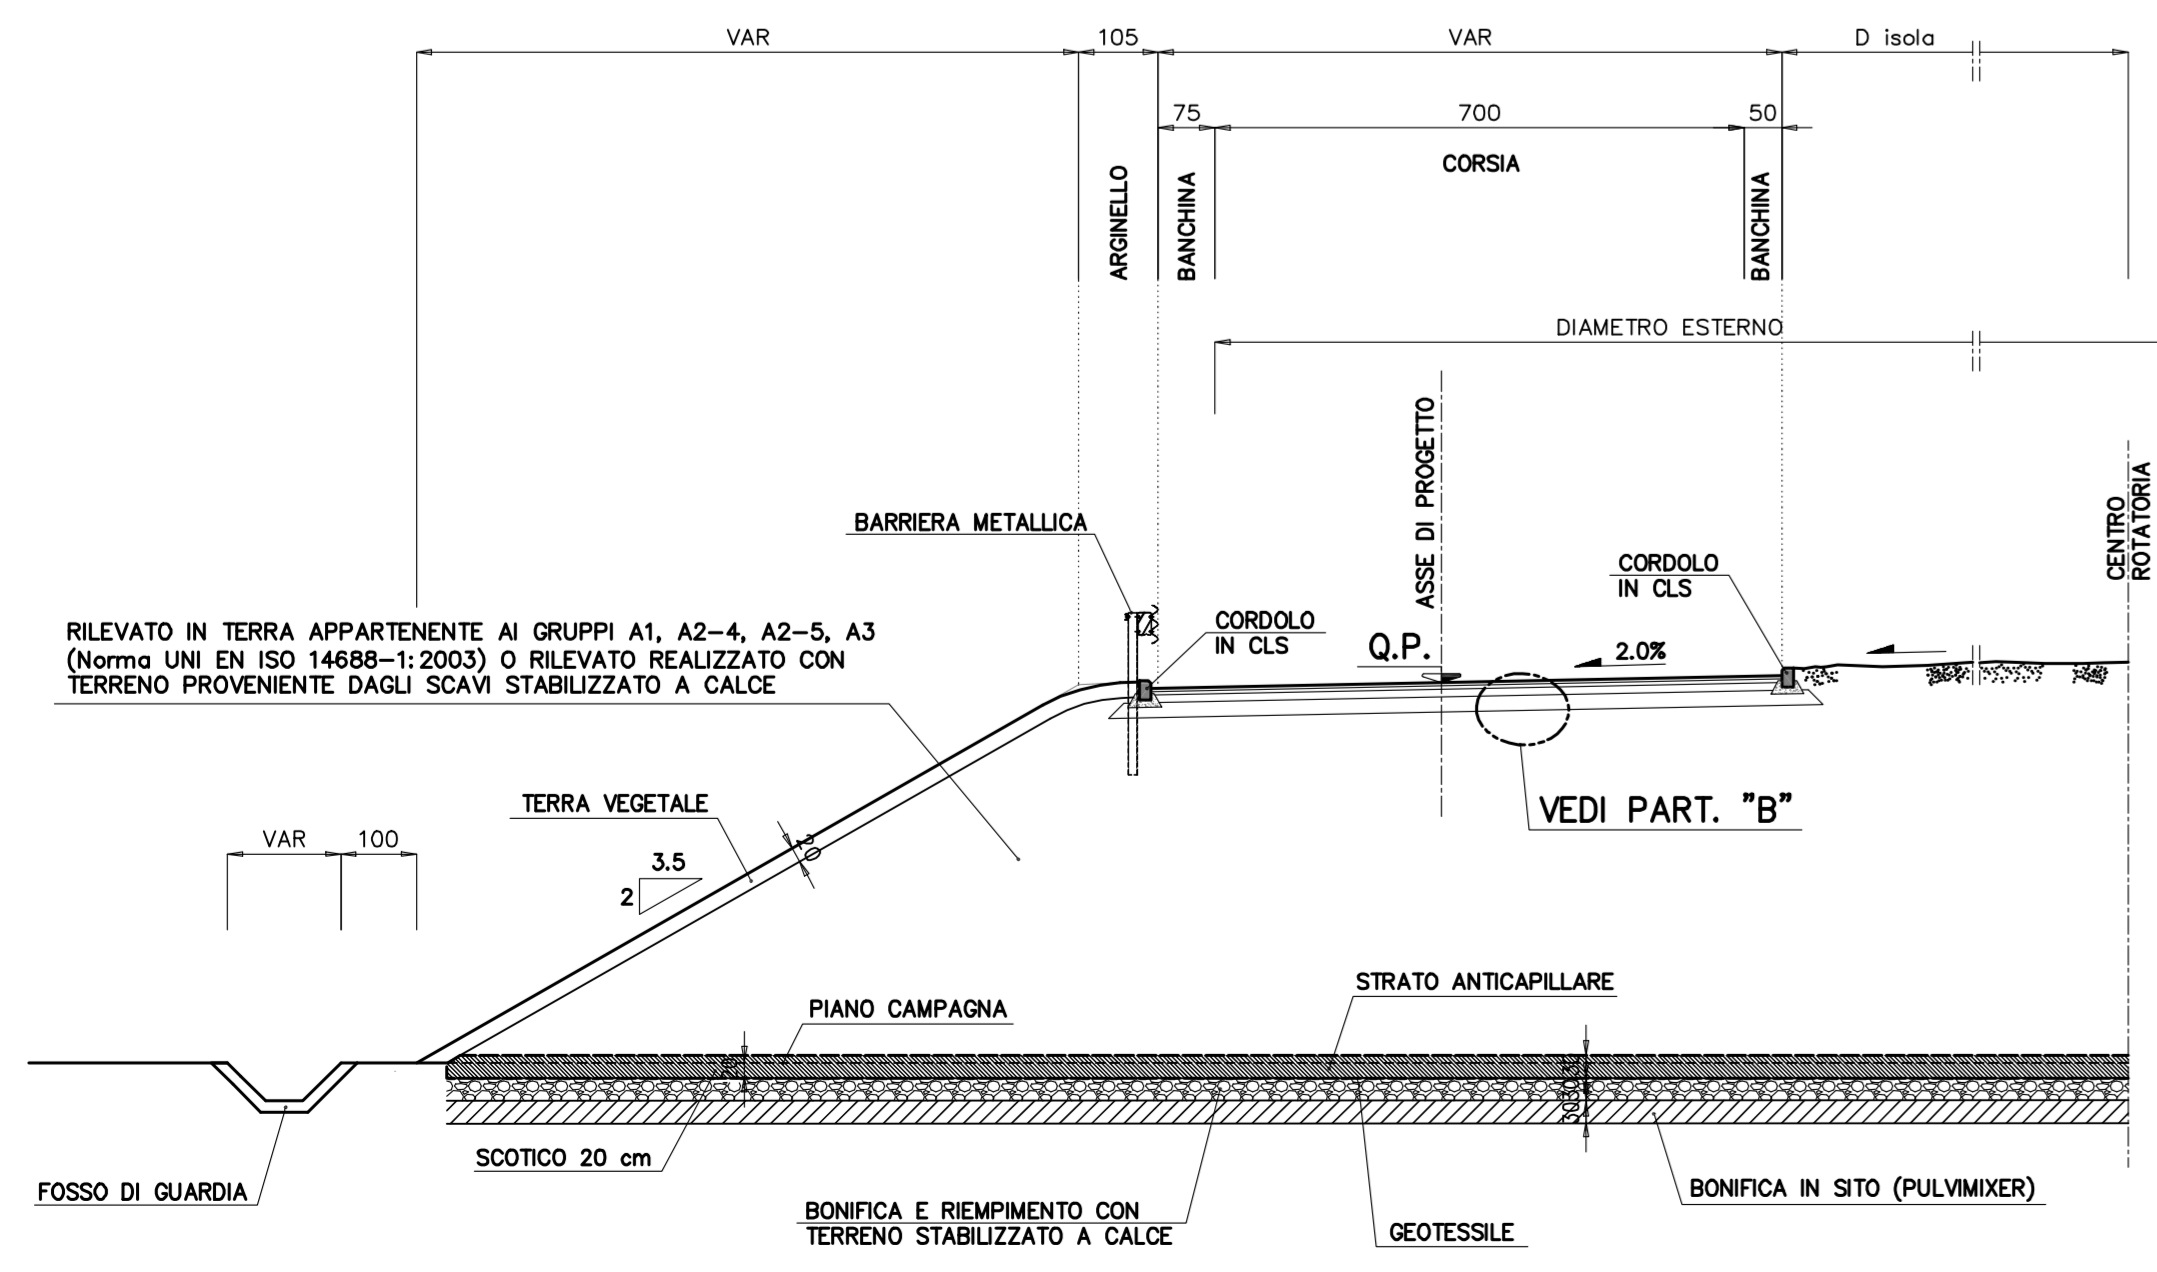 VAR
105
VAR
D isola
75
700
50
CORSIA
ARGINELLO
BANCHINA
BANCHINA
DIAMETRO ESTERNO
ASSE DI PROGETTO
CENTRO
ROTATORIA
BARRIERA METALLICA
CORDOLO
IN CLS
CORDOLO
IN CLS
RILEVATO IN TERRA APPARTENENTE AI GRUPPI A1, A2-4, A2-5, A3
(Norma UNI EN ISO 14688-1:2003) O RILEVATO REALIZZATO CON
TERRENO PROVENIENTE DAGLI SCAVI STABILIZZATO A CALCE
Q.P.
2.0%
TERRA VEGETALE
VEDI PART. "B"
VAR
100
3.5
2
STRATO ANTICAPILLARE
PIANO CAMPAGNA
20
30
SCOTICO 20 cm
FOSSO DI GUARDIA
BONIFICA IN SITO (PULVIMIXER)
BONIFICA E RIEMPIMENTO CON
TERRENO STABILIZZATO A CALCE
GEOTESSILE